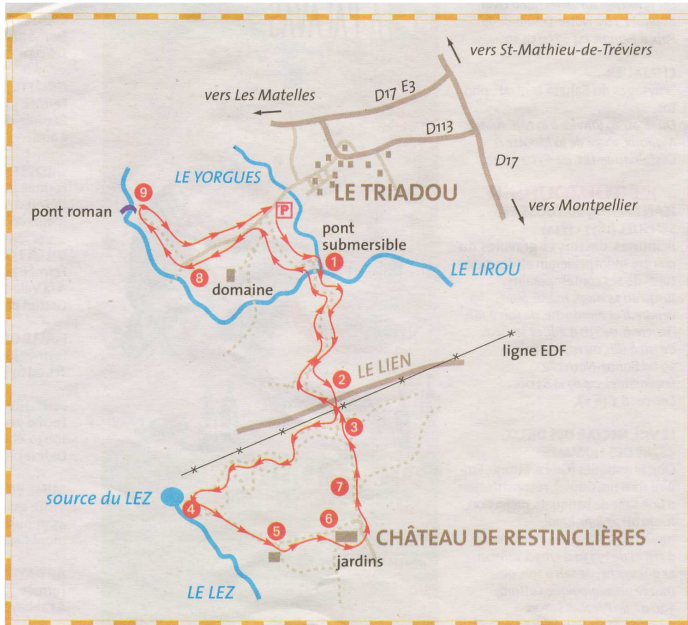 vers St-Mathieu-de-Tréviers
vers Les Matelles
D17 E3
D113
D17
LE YORGUES
LE TRIADOU
9
pont roman
P
vers Montpellier
pont
submersible
1
8
domaine
LE LIROU
ligne EDF
LE LIEN
2
3
7
source du LEZ
4
6
5
CHÂTEAU DE RESTINCLIÈRES
jardins
LE LEZ